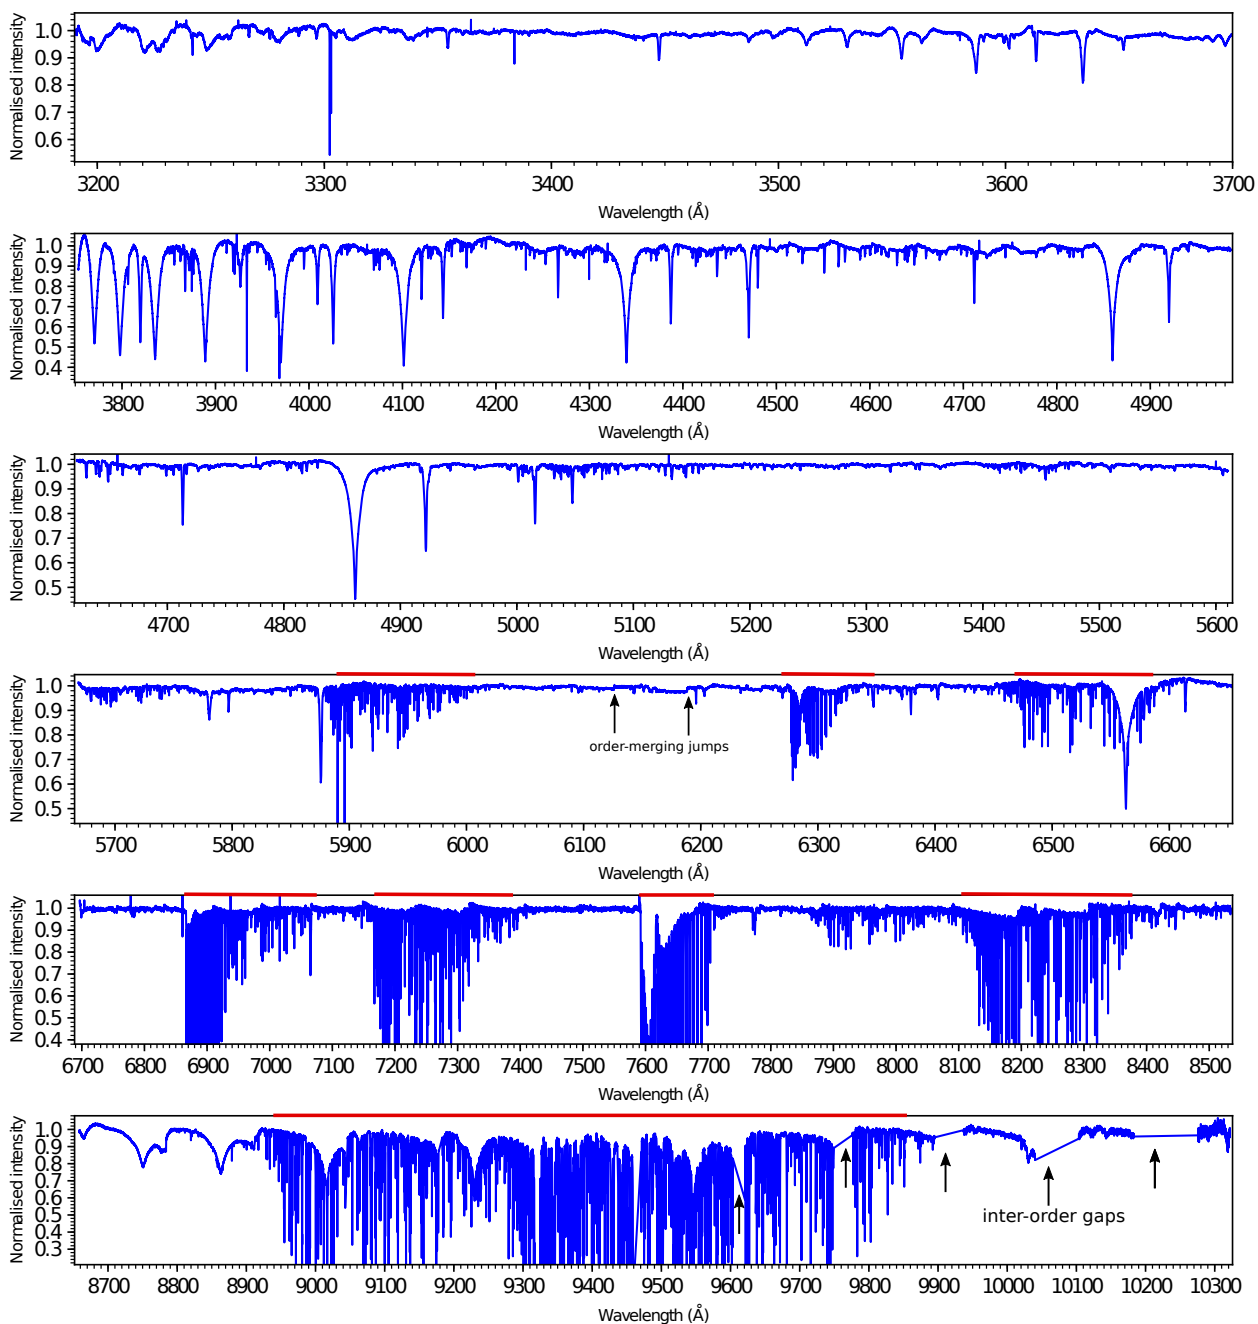 Normalised intensity
1.0
0.9
0.8
0.7
0.6
3200 3300 3400 3500 3600 3700
Wavelength (Å)
Normalised intensity
1.0
0.9
0.8
0.7
0.6
0.5
0.4
3800 3900 4000 4100 4200 4300 4400 4500 4600 4700 4800 4900
Wavelength (Å)
Normalised intensity
1.0
0.9
0.8
0.7
0.6
0.5
4700 4800 4900 5000 5100 5200 5300 5400 5500 5600
Wavelength (Å)
Normalised intensity
1.0
0.9
0.8
0.7
0.6
0.5
order-merging jumps
5700 5800 5900 6000 6100 6200 6300 6400 6500 6600
Wavelength (Å)
Normalised intensity
1.0
0.9
0.8
0.7
0.6
0.5
0.4
6700 6800 6900 7000 7100 7200 7300 7400 7500 7600 7700 7800 7900 8000 8100 8200 8300 8400 8500
Wavelength (Å)
Normalised intensity
1.0
0.9
0.8
0.7
0.6
0.5
0.4
0.3
inter-order gaps
8700 8800 8900 9000 9100 9200 9300 9400 9500 9600 9700 9800 9900 10000 10100 10200 10300
Wavelength (Å)